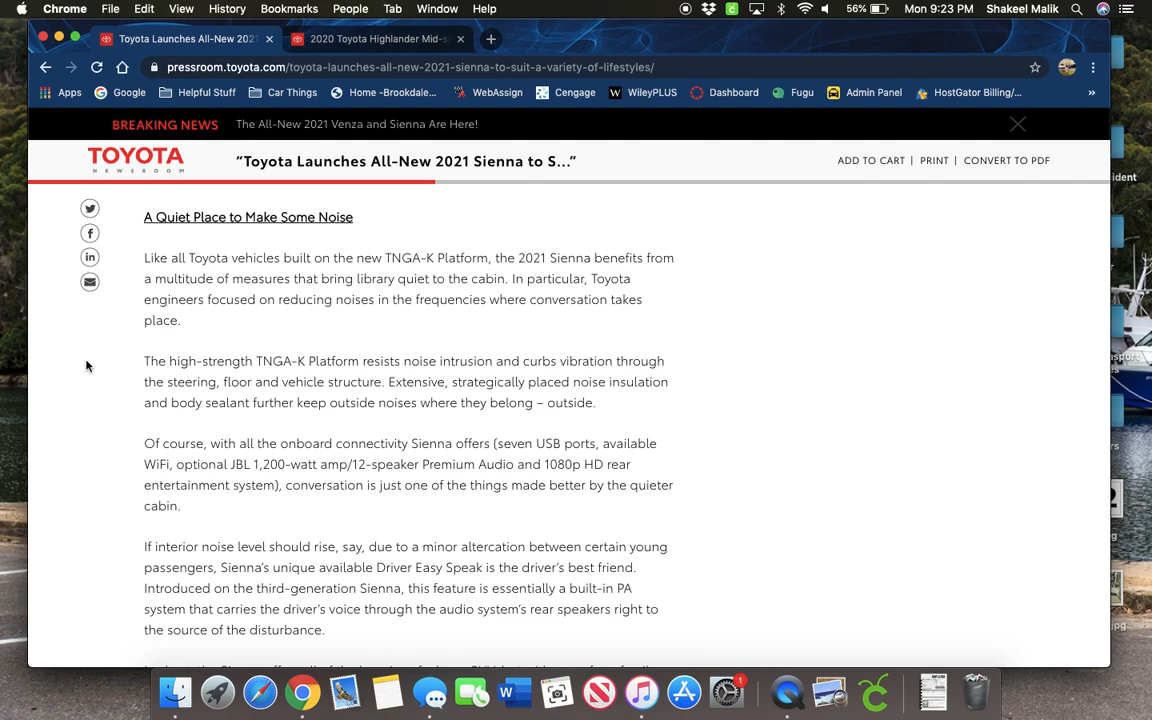 Chrome File Edit View History Bookmarks People Tab Window Help 56% Mon 9:23 PM Shakeel Malik
Toyota Launches All-New 202 2020 Toyota Highlander Mid-s
pressroom.toyota.com/toyota-launches-all-new-2021-sienna-to-suit-a-variety-of-lifestyles/
Apps Google Helpful Stuff Car Things Home -Brookdale... WebAssign Cengage WileyPLUS Dashboard Fugu Admin Panel HostGator Billing/... »
BREAKING NEWS The All-New 2021 Venza and Sienna Are Here!
TOYOTA
NEWSROOM
“Toyota Launches All-New 2021 Sienna to S...”
ADD TO CART | PRINT | CONVERT TO PDF
A Quiet Place to Make Some Noise
Like all Toyota vehicles built on the new TNGA-K Platform, the 2021 Sienna benefits from
a multitude of measures that bring library quiet to the cabin. In particular, Toyota
engineers focused on reducing noises in the frequencies where conversation takes
place.
The high-strength TNGA-K Platform resists noise intrusion and curbs vibration through
the steering, floor and vehicle structure. Extensive, strategically placed noise insulation
and body sealant further keep outside noises where they belong – outside.
Of course, with all the onboard connectivity Sienna offers (seven USB ports, available
WiFi, optional JBL 1,200-watt amp/12-speaker Premium Audio and 1080p HD rear
entertainment system), conversation is just one of the things made better by the quieter
cabin.
If interior noise level should rise, say, due to a minor altercation between certain young
passengers, Sienna’s unique available Driver Easy Speak is the driver’s best friend.
Introduced on the third-generation Sienna, this feature is essentially a built-in PA
system that carries the driver’s voice through the audio system’s rear speakers right to
the source of the disturbance.
ident